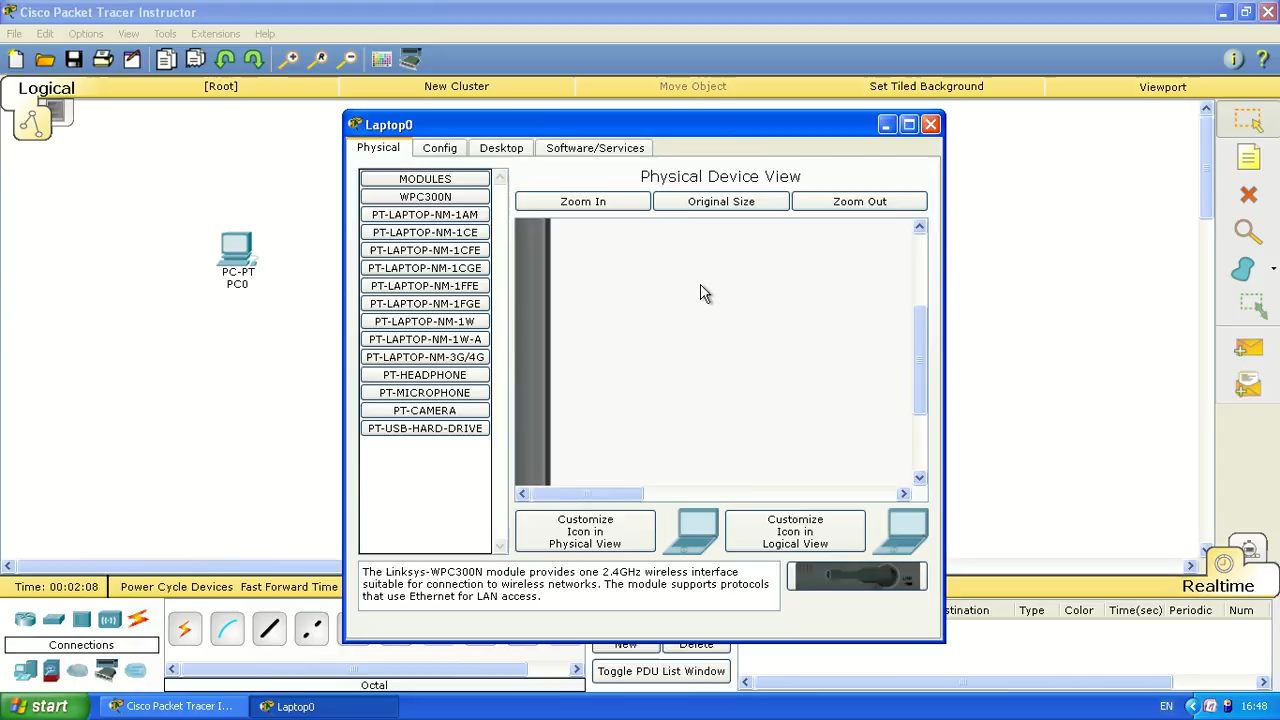 Cisco Packet Tracer Instructor
File Edit Options View Tools Extensions Help
Logical [Root] New Cluster Move Object Set Tiled Background Viewport
PC-PT
PC0
Laptop0
Physical Config Desktop Software/Services
MODULES
WPC300N
PT-LAPTOP-NM-1AM
PT-LAPTOP-NM-1CE
PT-LAPTOP-NM-1CFE
PT-LAPTOP-NM-1CGE
PT-LAPTOP-NM-1FFE
PT-LAPTOP-NM-1FGE
PT-LAPTOP-NM-1W
PT-LAPTOP-NM-1W-A
PT-LAPTOP-NM-3G/4G
PT-HEADPHONE
PT-MICROPHONE
PT-CAMERA
PT-USB-HARD-DRIVE
Physical Device View
Zoom In Original Size Zoom Out
Customize
Icon in
Physical View
Customize
Icon in
Logical View
The Linksys-WPC300N module provides one 2.4GHz wireless interface
suitable for connection to wireless networks. The module supports protocols
that use Ethernet for LAN access.
Time: 00:02:08 Power Cycle Devices Fast Forward Time
Realtime
Connections
Octal
New Delete
Toggle PDU List Window
stination Type Color Time(sec) Periodic Num
start Cisco Packet Tracer I... Laptop0 EN 16:48